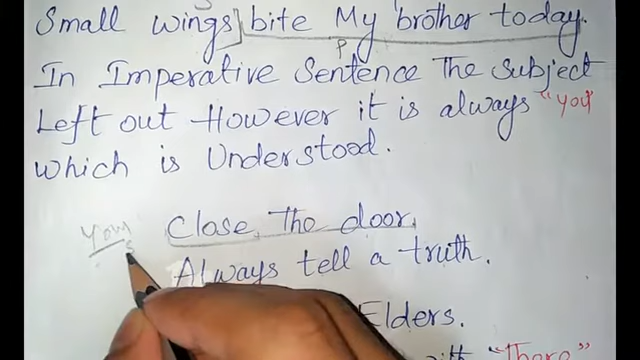 Small wings bite My brother today.
P
In Imperative Sentence The Subject
Left out However it is always "you"
which is Understood.
You Close The door.
S
Always tell a truth.
Elders.
with "There"